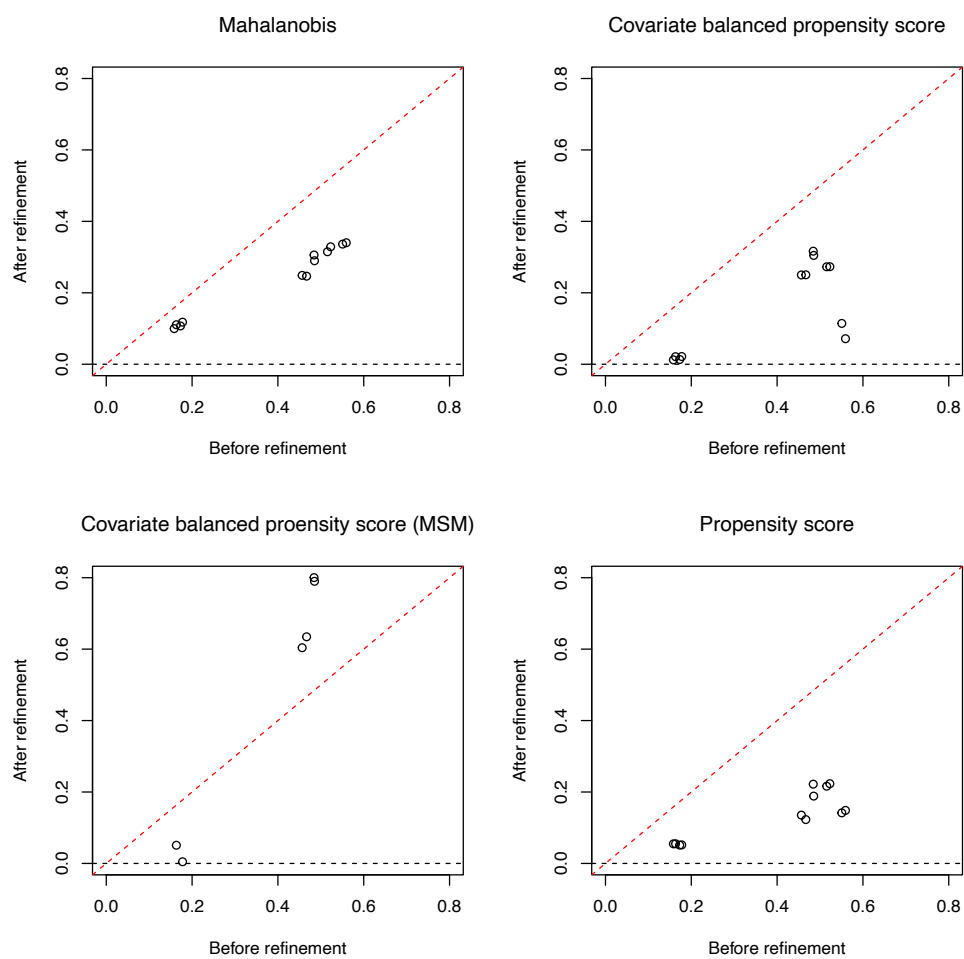 Mahalanobis
0.8
0.6
0.4
0.2
0.0
After refinement
0.0 0.2 0.4 0.6 0.8
Before refinement
Covariate balanced propensity score
0.8
0.6
0.4
0.2
0.0
After refinement
0.0 0.2 0.4 0.6 0.8
Before refinement
Covariate balanced proensity score (MSM)
0.8
0.6
0.4
0.2
0.0
After refinement
0.0 0.2 0.4 0.6 0.8
Before refinement
Propensity score
0.8
0.6
0.4
0.2
0.0
After refinement
0.0 0.2 0.4 0.6 0.8
Before refinement